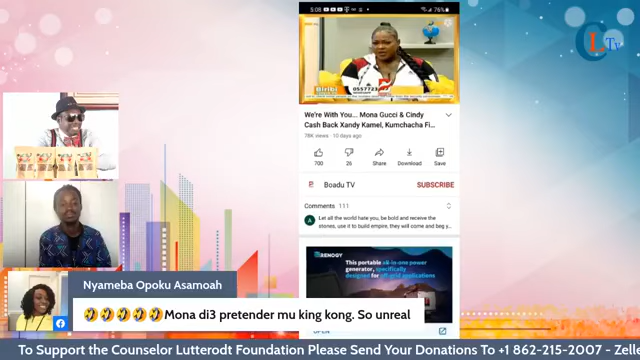 5:08
76%
CLTv
0557723
We're With You... Mona Gucci & Cindy
Cash Back Xandy Kamel, Kumchacha Fi...
78K views · 10 days ago
700
26
Share
Download
Save
Boadu TV
SUBSCRIBE
Comments 111
A
Let all the world hate you, be bold and receive the
stones, use it to build empire, they will come and beg y...
RENOGY
This portable all-in-one power
generator, specifically
designed for off-grid applications
OPEN
Nyameba Opoku Asamoah
🤣🤣🤣🤣🤣Mona di3 pretender mu king kong. So unreal
To Support the Counselor Lutterodt Foundation Please Send Your Donations To +1 862-215-2007 - Zelle